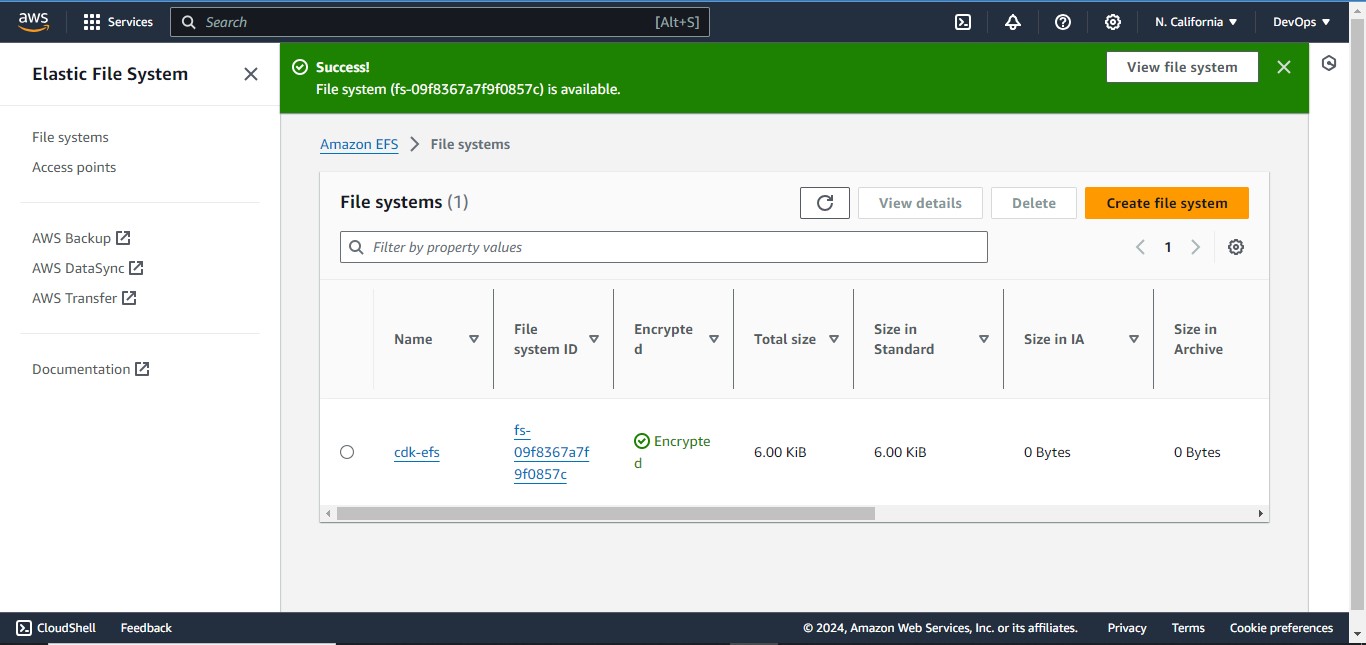 aws
Services
Search
[Alt+S]
N. California
DevOps
Elastic File System
File systems
Access points
AWS Backup
AWS DataSync
AWS Transfer
Documentation
Success!
File system (fs-09f8367a7f9f0857c) is available.
View file system
Amazon EFS
File systems
File systems (1)
View details
Delete
Create file system
Filter by property values
1
Name
File
system ID
Encrypte
d
Total size
Size in
Standard
Size in IA
Size in
Archive
cdk-efs
fs-
09f8367a7f
9f0857c
Encrypte
d
6.00 KiB
6.00 KiB
0 Bytes
0 Bytes
CloudShell
Feedback
© 2024, Amazon Web Services, Inc. or its affiliates.
Privacy
Terms
Cookie preferences